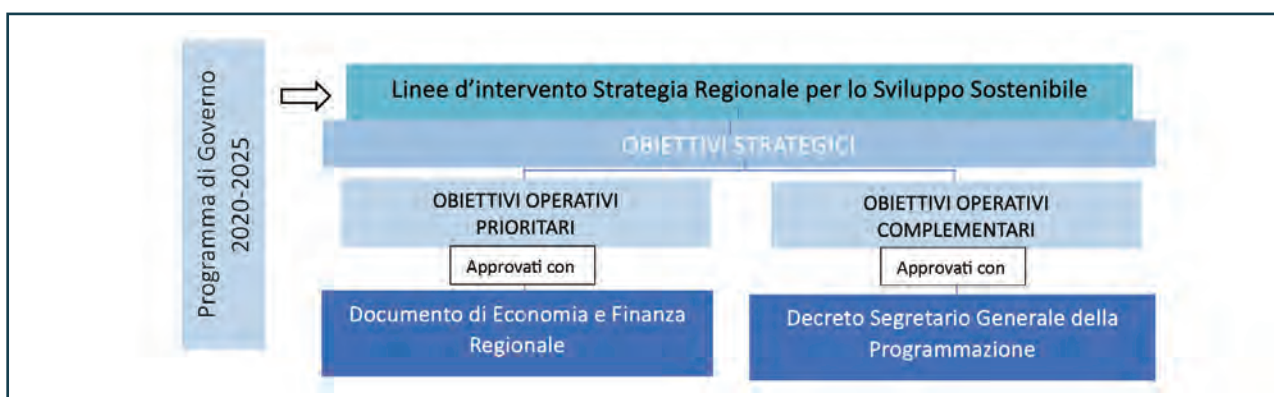 Programma di Governo
2020-2025
Linee d'intervento Strategia Regionale per lo Sviluppo Sostenibile
OBIETTIVI STRATEGICI
OBIETTIVI OPERATIVI
PRIORITARI
Approvati con
Documento di Economia e Finanza
Regionale
OBIETTIVI OPERATIVI
COMPLEMENTARI
Approvati con
Decreto Segretario Generale della
Programmazione